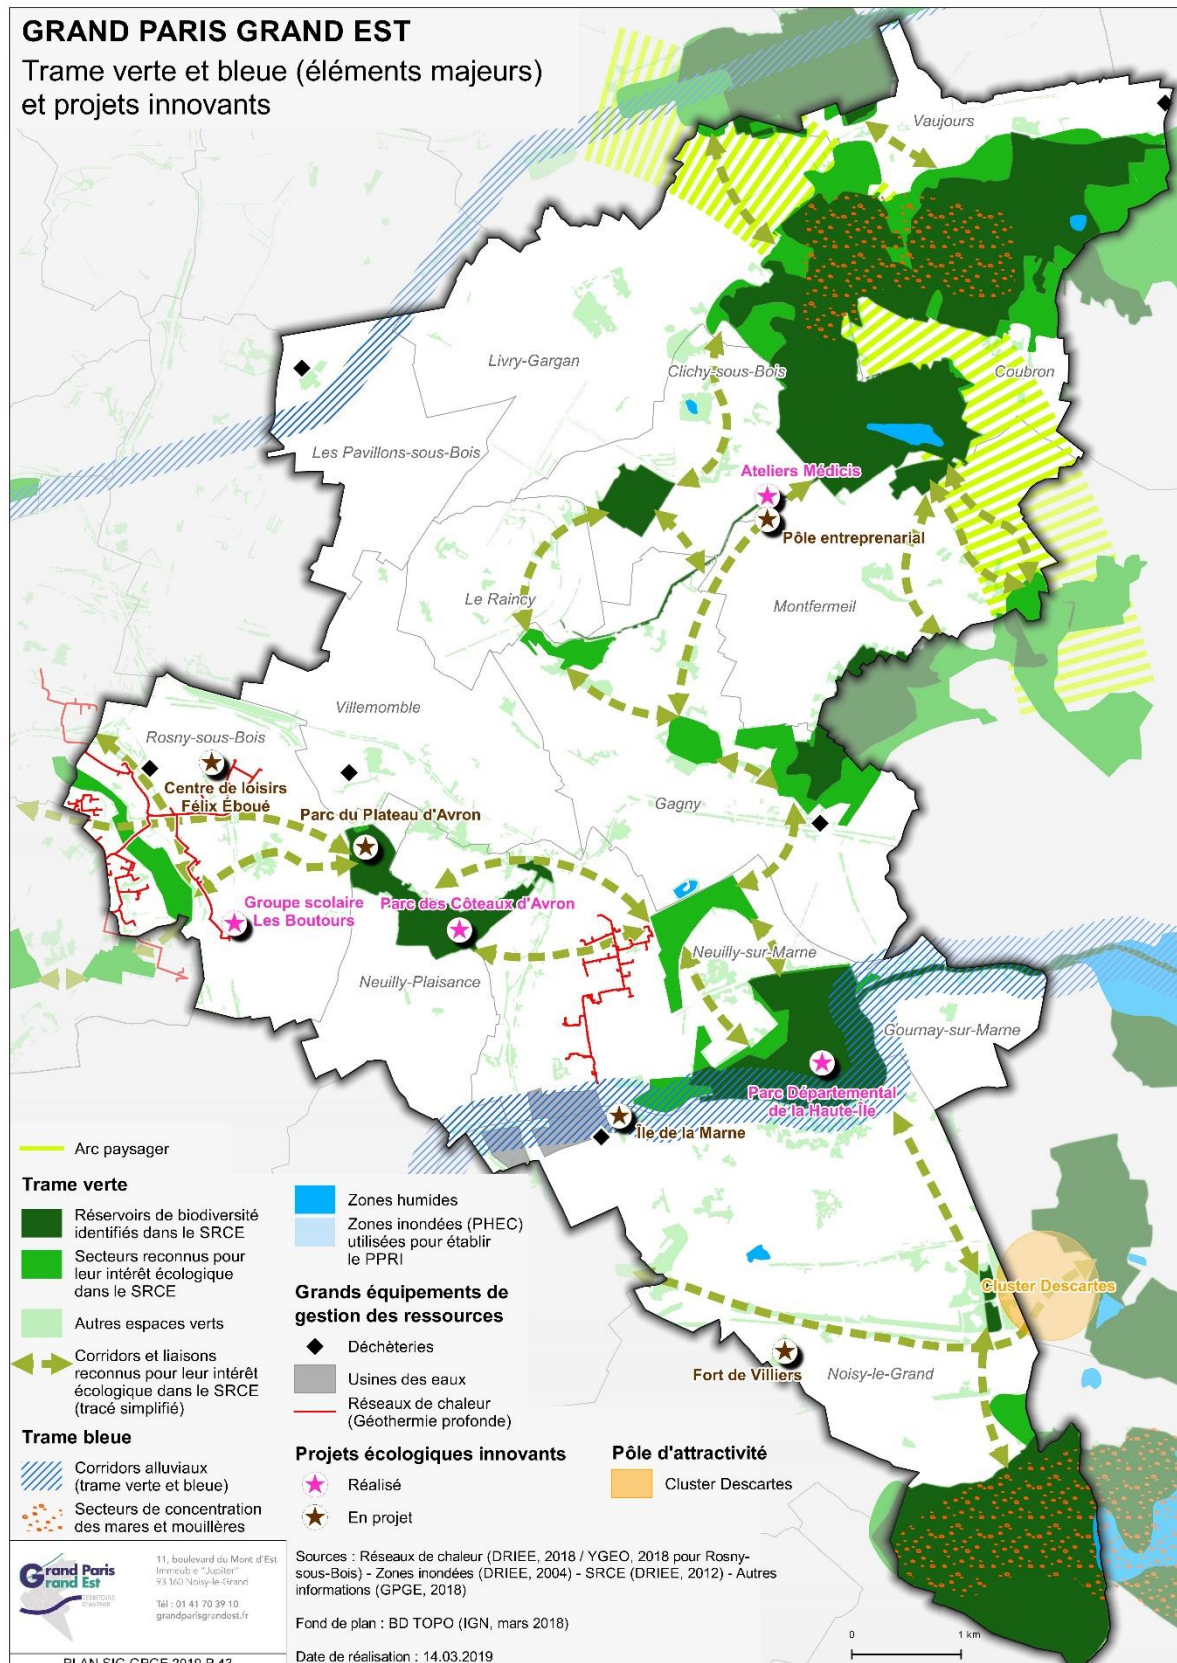 GRAND PARIS GRAND EST
Trame verte et bleue (éléments majeurs)
et projets innovants
Vaujours
Livry-Gargan
Clichy-sous-Bois
Coubron
Les Pavillons-sous-Bois
Ateliers Médicis
Pôle entreprenarial
Le Raincy
Montfermeil
Villemomble
Rosny-sous-Bois
Centre de loisirs
Félix Éboué
Parc du Plateau d'Avron
Gagny
Groupe scolaire
Les Boutours
Parc des Côteaux d'Avron
Neuilly-Plaisance
Neuilly-sur-Marne
Gournay-sur-Marne
Parc Départemental
de la Haute-Île
Île de la Marne
Cluster Descartes
Fort de Villiers
Noisy-le-Grand
Arc paysager
Trame verte
Réservoirs de biodiversité
identifiés dans le SRCE
Secteurs reconnus pour
leur intérêt écologique
dans le SRCE
Autres espaces verts
Corridors et liaisons
reconnus pour leur intérêt
écologique dans le SRCE
(tracé simplifié)
Trame bleue
Corridors alluviaux
(trame verte et bleue)
Secteurs de concentration
des mares et mouillères
Zones humides
Zones inondées (PHEC)
utilisées pour établir
le PPRI
Grands équipements de
gestion des ressources
Déchèteries
Usines des eaux
Réseaux de chaleur
(Géothermie profonde)
Projets écologiques innovants
Réalisé
En projet
Pôle d'attractivité
Cluster Descartes
Grand Paris
Grand Est
TERRITOIRE
D'AVENIR
11, boulevard du Mont d'Est
Immeuble "Jupiter"
93 160 Noisy-le-Grand
Tél : 01 41 70 39 10
grandparisgrandest.fr
PLAN SIG GPGE 2019 P 43
Sources : Réseaux de chaleur (DRIEE, 2018 / YGEO, 2018 pour Rosny-
sous-Bois) - Zones inondées (DRIEE, 2004) - SRCE (DRIEE, 2012) - Autres
informations (GPGE, 2018)
Fond de plan : BD TOPO (IGN, mars 2018)
Date de réalisation : 14.03.2019
0 1 km